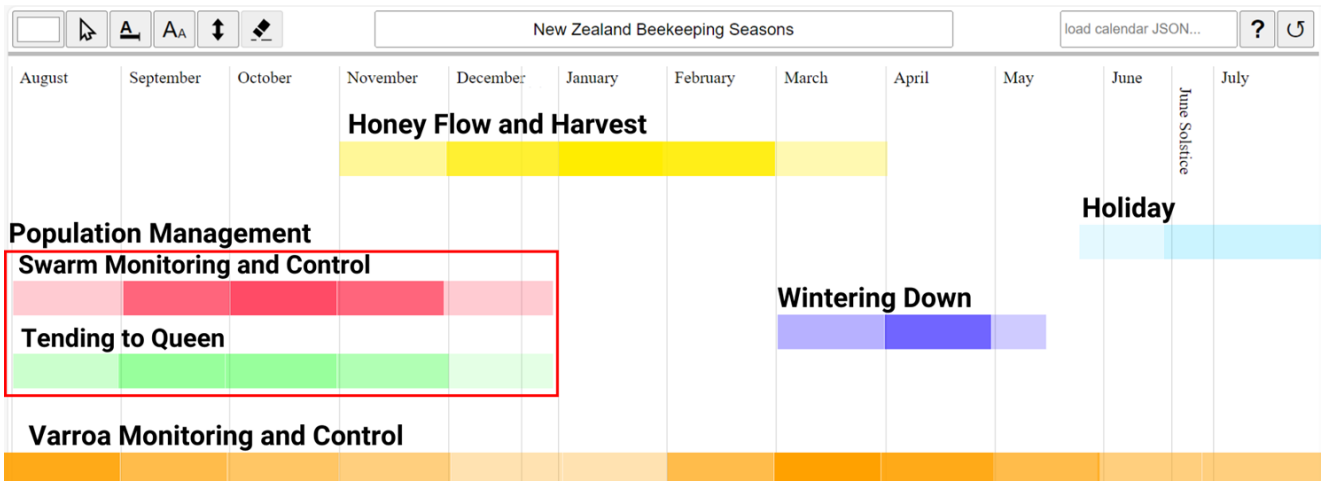 A AA New Zealand Beekeeping Seasons load calendar JSON... ? ↺
August September October November December January February March April May June July
June Solstice
Honey Flow and Harvest
Holiday
Population Management
Swarm Monitoring and Control
Wintering Down
Tending to Queen
Varroa Monitoring and Control